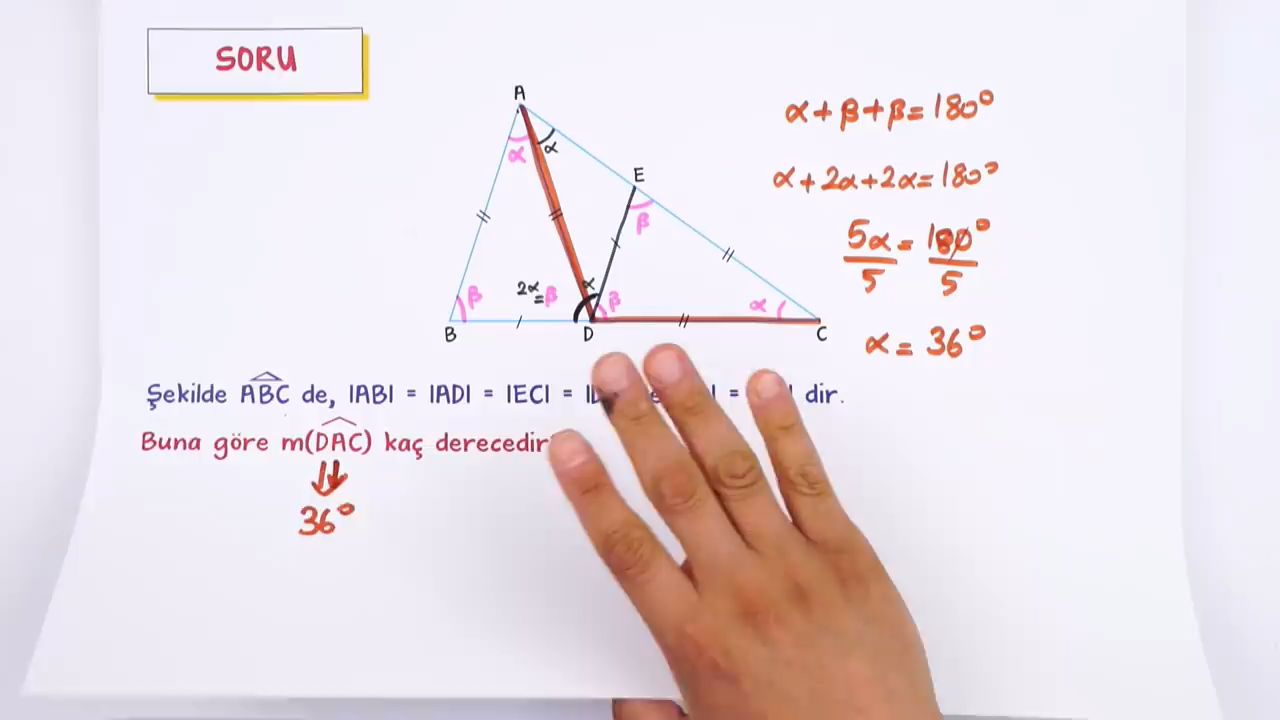 SORU
A
α
α
E
β
β
2α=β
α
β
α
B
D
C
α+β+β=180°
α+2α+2α=180°
5α = 180°
5 5
α = 36°
Şekilde ABC de, |AB| = |AD| = |EC| = | | = | dir.
Buna göre m(DAC) kaç derecedir
36°